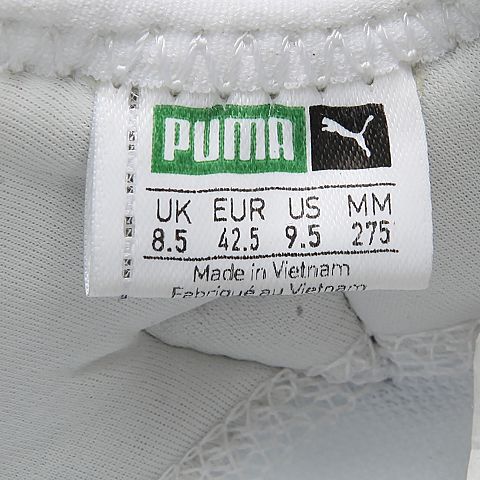 PUMA
UK EUR US MM
8.5 42.5 9.5 275
Made in Vietnam
Fabriqué au Vietnam